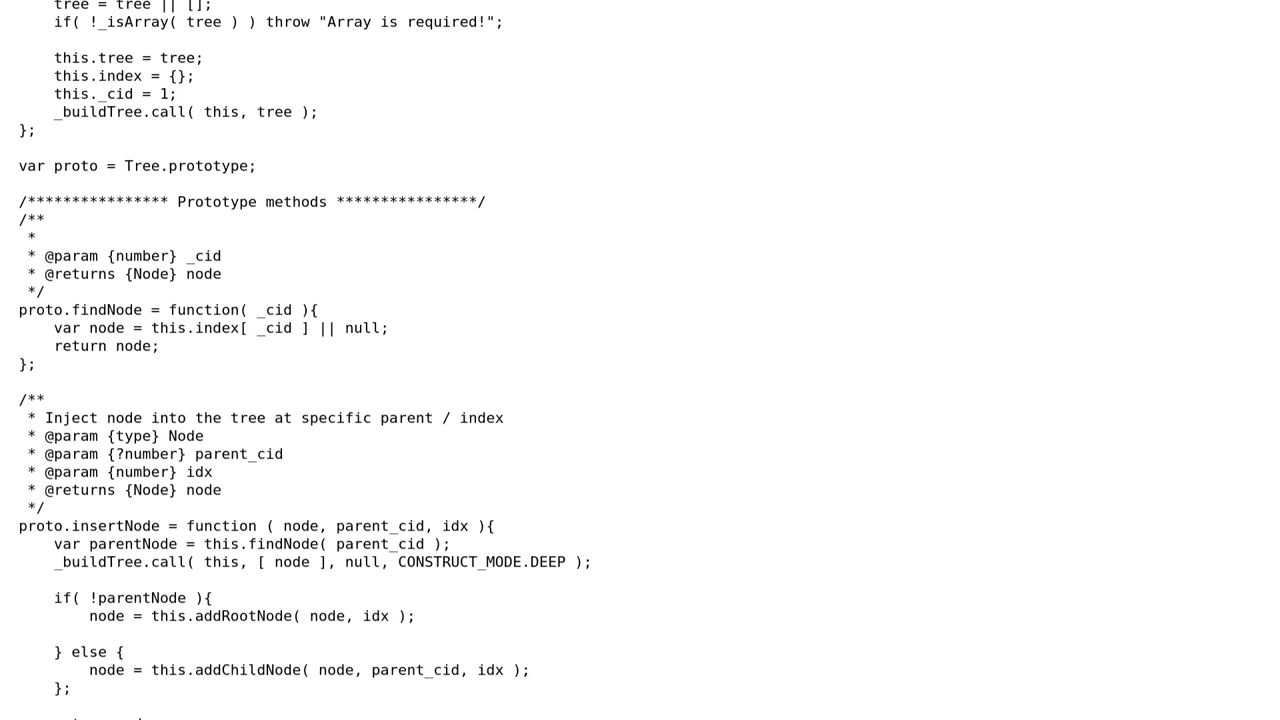 tree = tree || [];
    if( !_isArray( tree ) ) throw "Array is required!";

    this.tree = tree;
    this.index = {};
    this._cid = 1;
    _buildTree.call( this, tree );
};

var proto = Tree.prototype;

/**************** Prototype methods ****************/
/**
 *
 * @param {number} _cid
 * @returns {Node} node
 */
proto.findNode = function( _cid ){
    var node = this.index[ _cid ] || null;
    return node;
};

/**
 * Inject node into the tree at specific parent / index
 * @param {type} Node
 * @param {?number} parent_cid
 * @param {number} idx
 * @returns {Node} node
 */
proto.insertNode = function ( node, parent_cid, idx ){
    var parentNode = this.findNode( parent_cid );
    _buildTree.call( this, [ node ], null, CONSTRUCT_MODE.DEEP );

    if( !parentNode ){
        node = this.addRootNode( node, idx );

    } else {
        node = this.addChildNode( node, parent_cid, idx );
    };